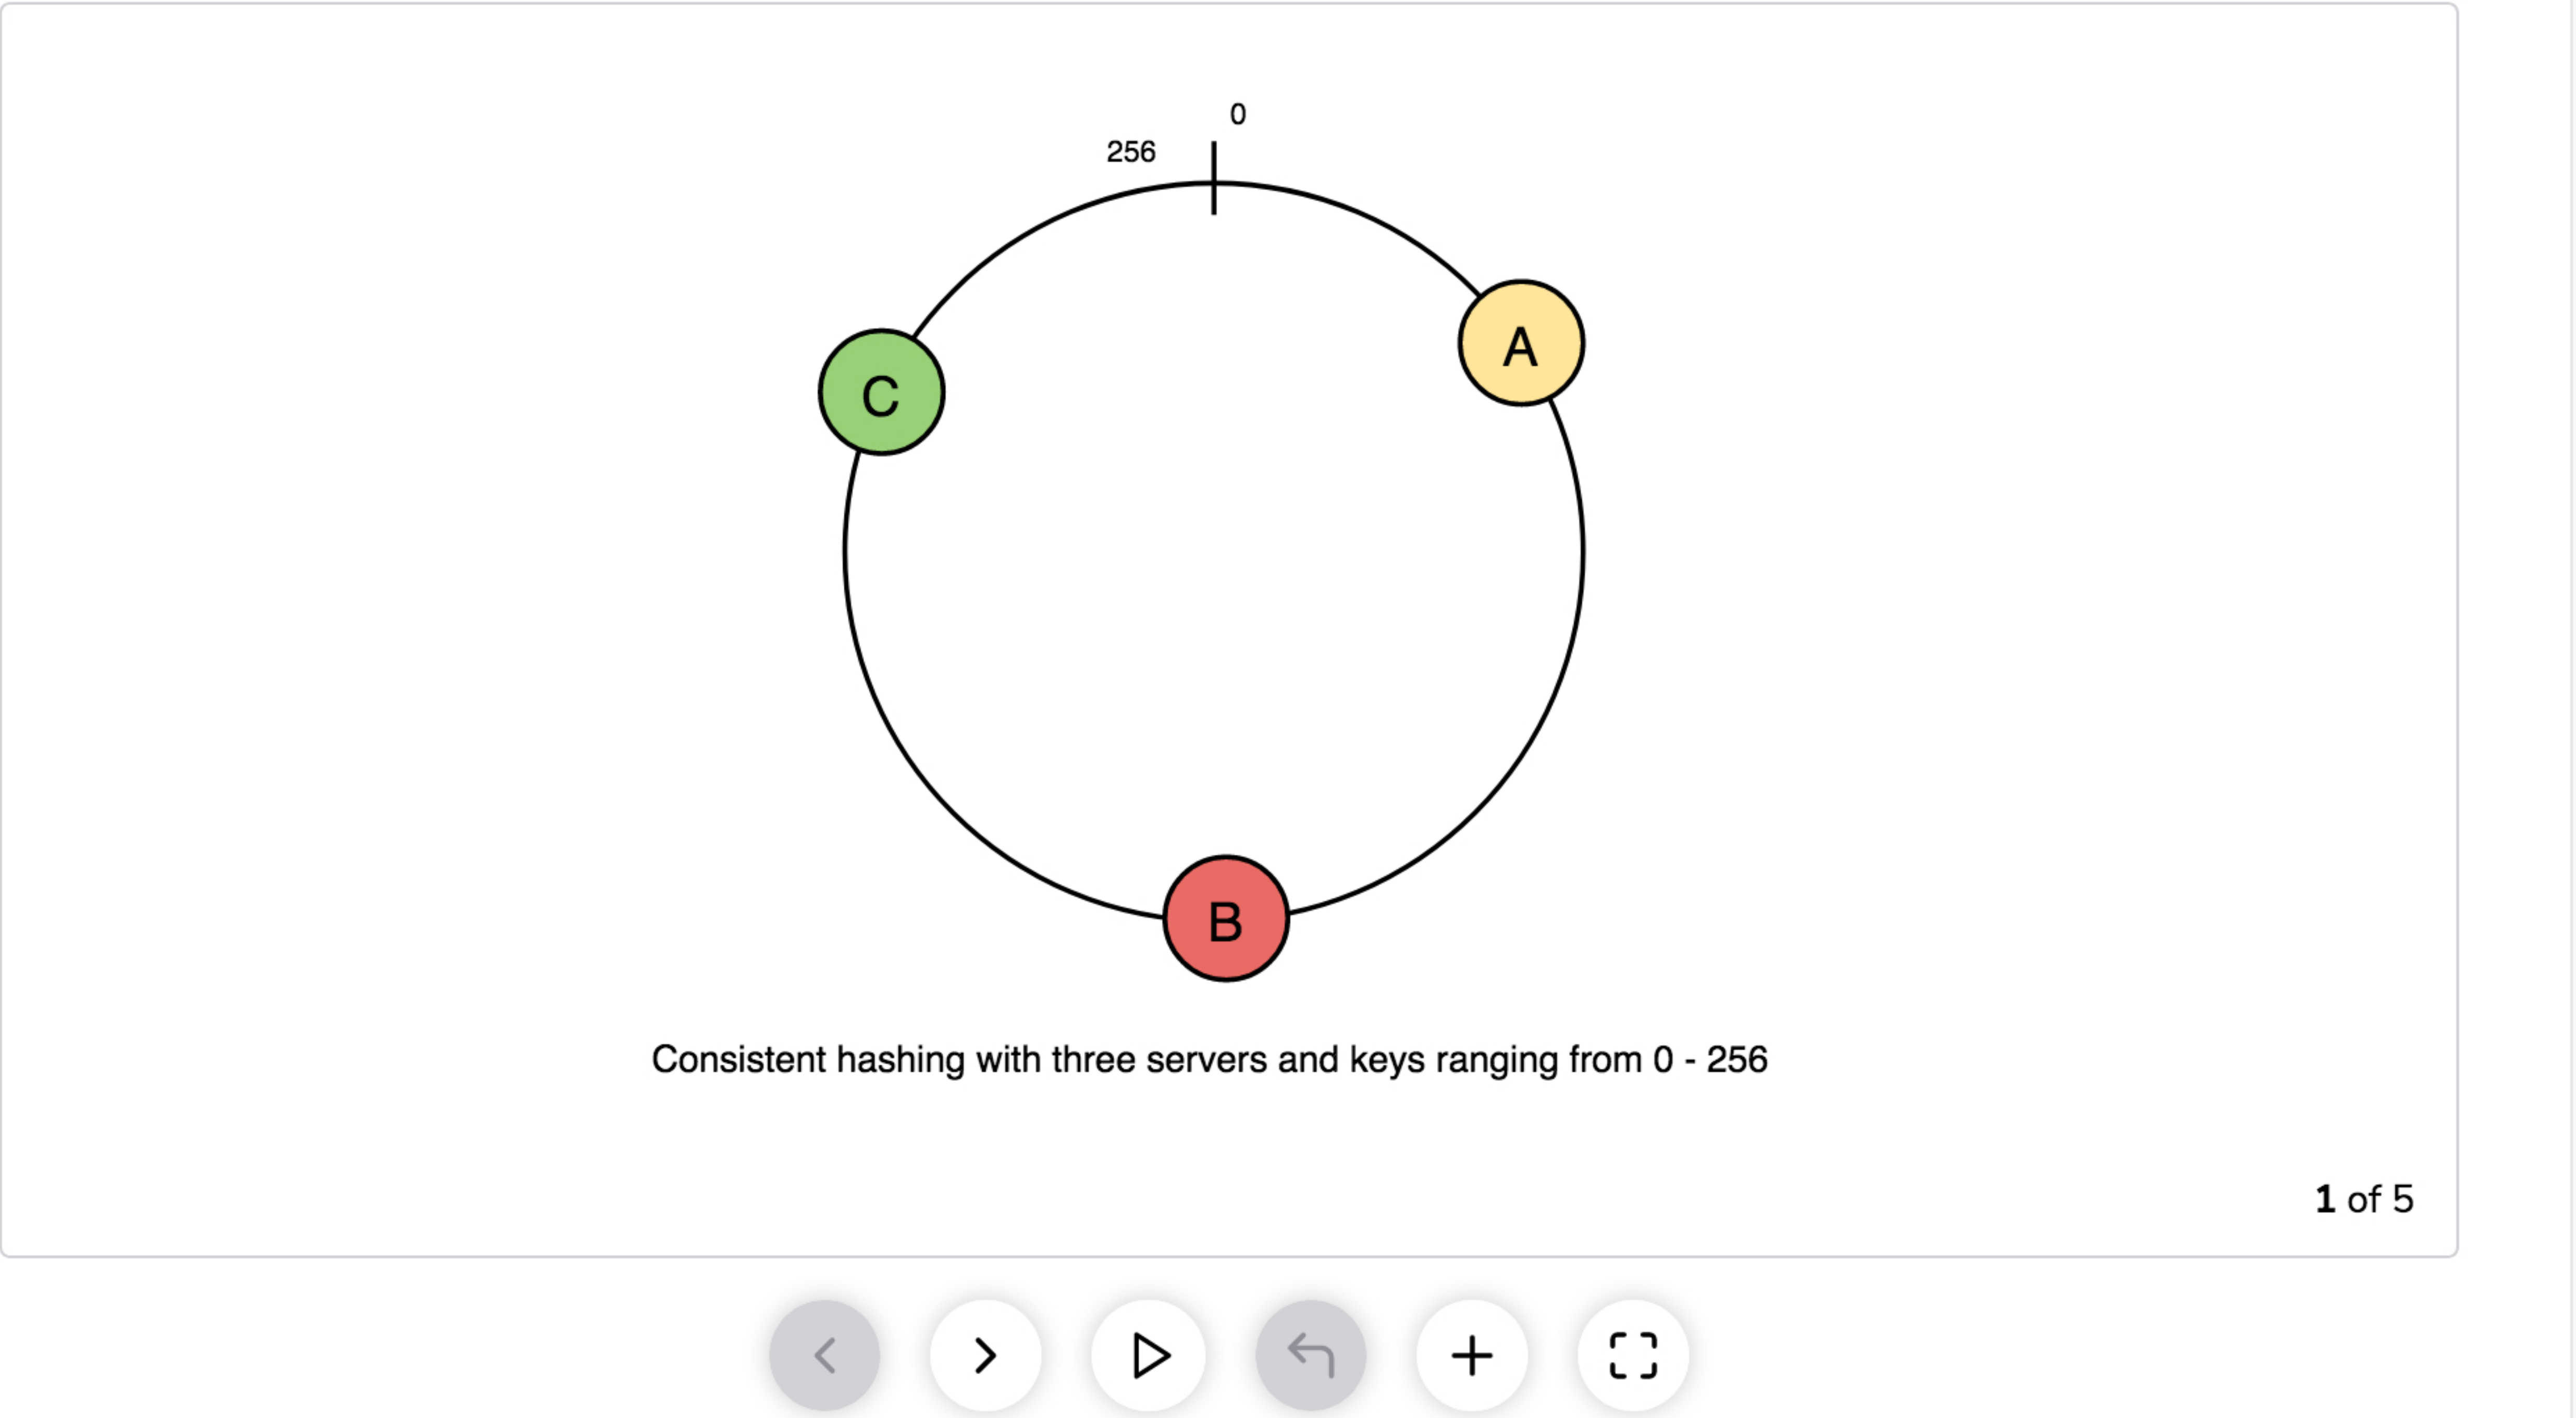 0
256
A
C
B
Consistent hashing with three servers and keys ranging from 0 - 256
1 of 5